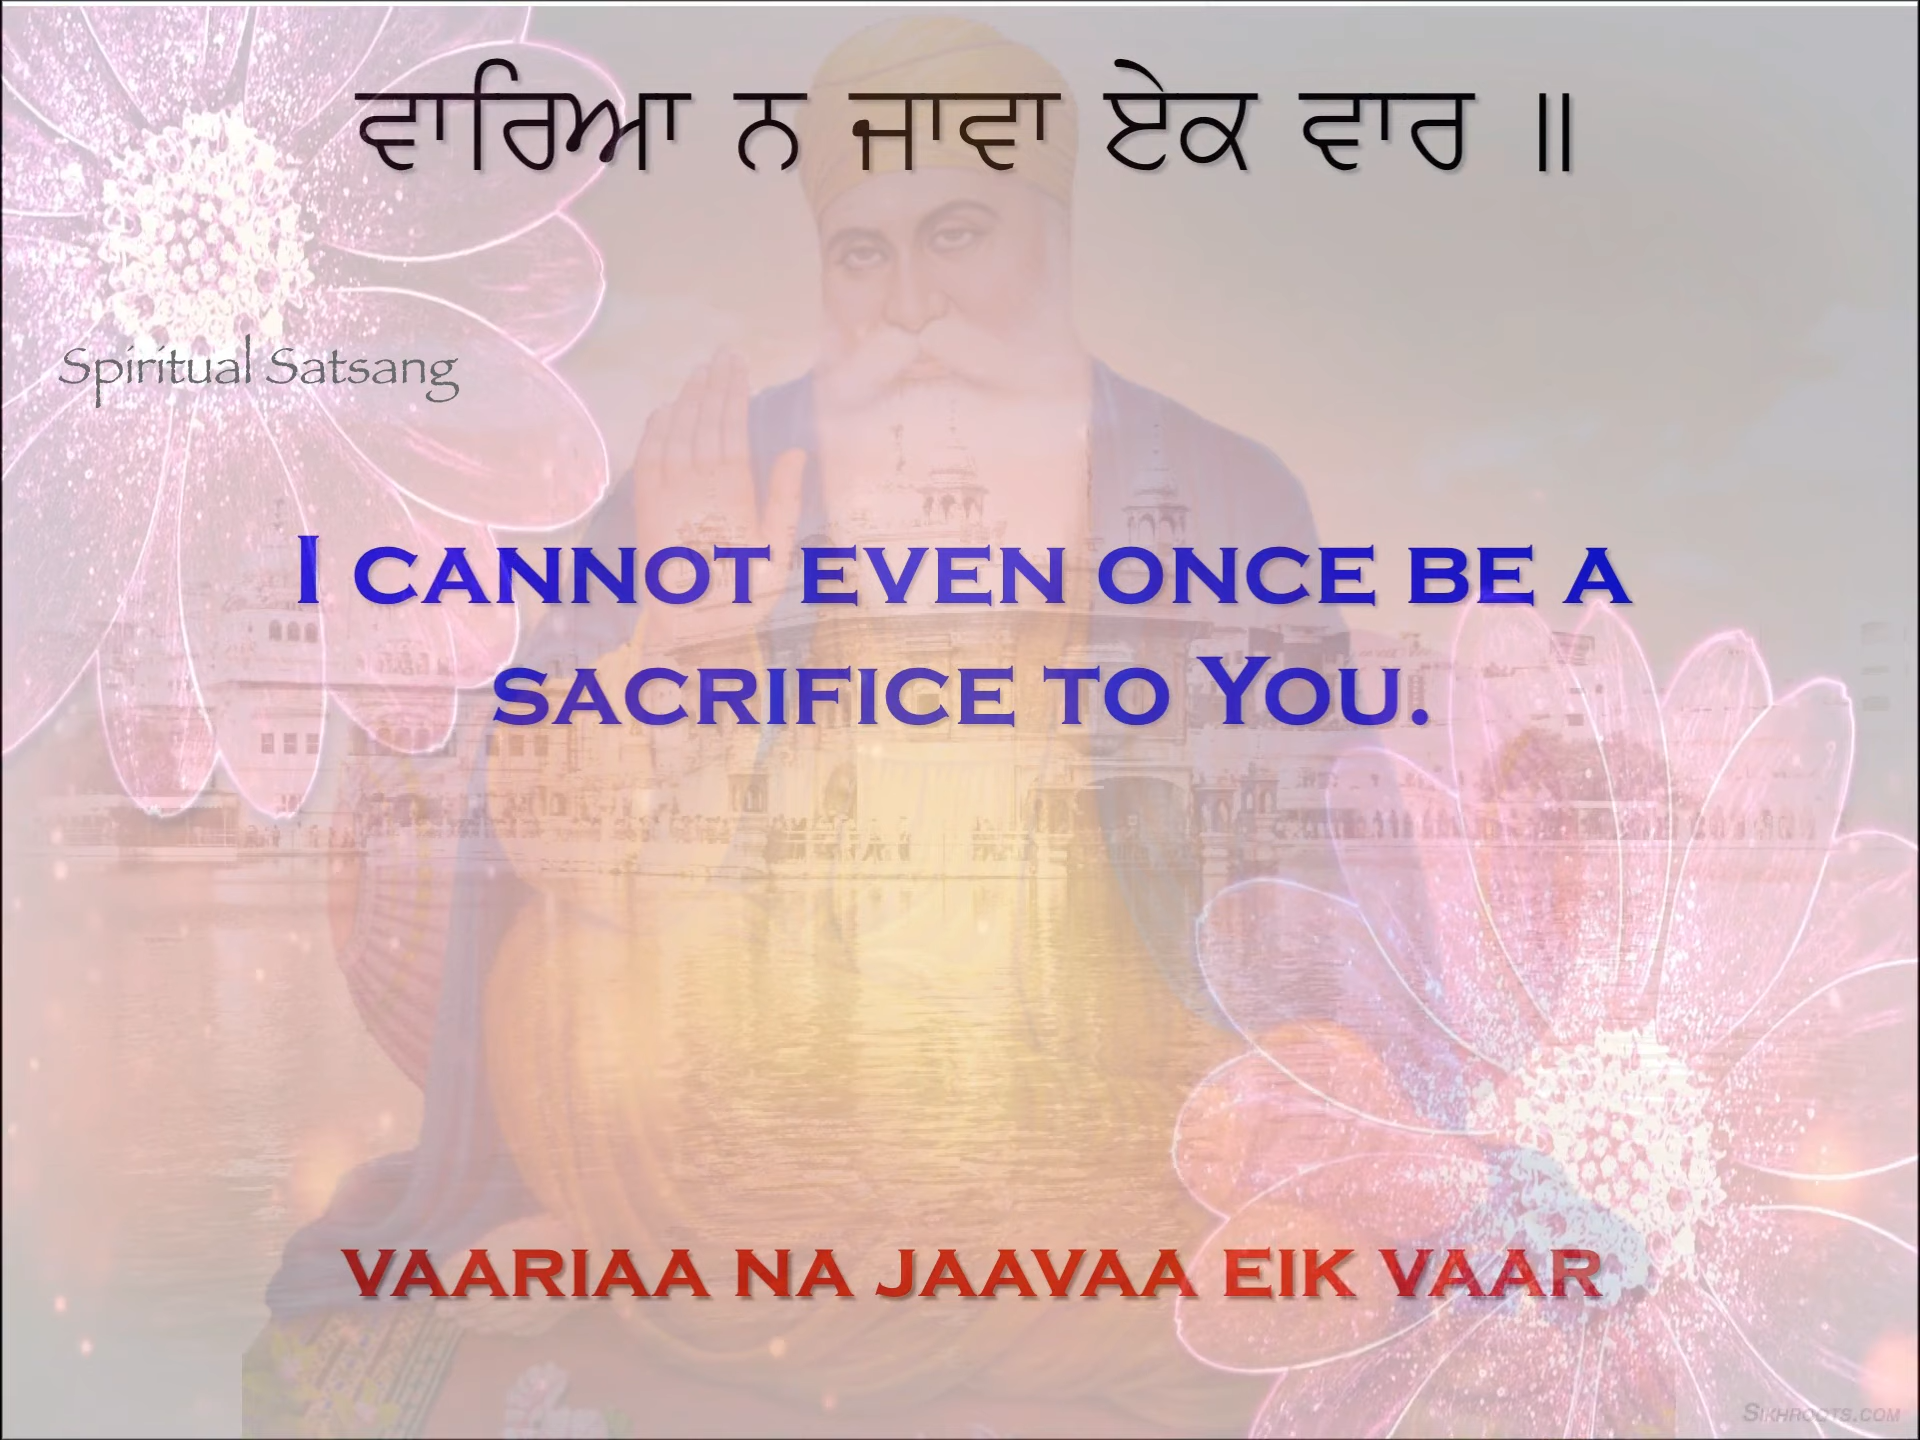 ਵਾਰਿਆ ਨ ਜਾਵਾ ਏਕ ਵਾਰ ॥
Spiritual Satsang
I CANNOT EVEN ONCE BE A
SACRIFICE TO YOU.
VAARIAA NA JAAVAA EIK VAAR
SIKHROOTS.COM